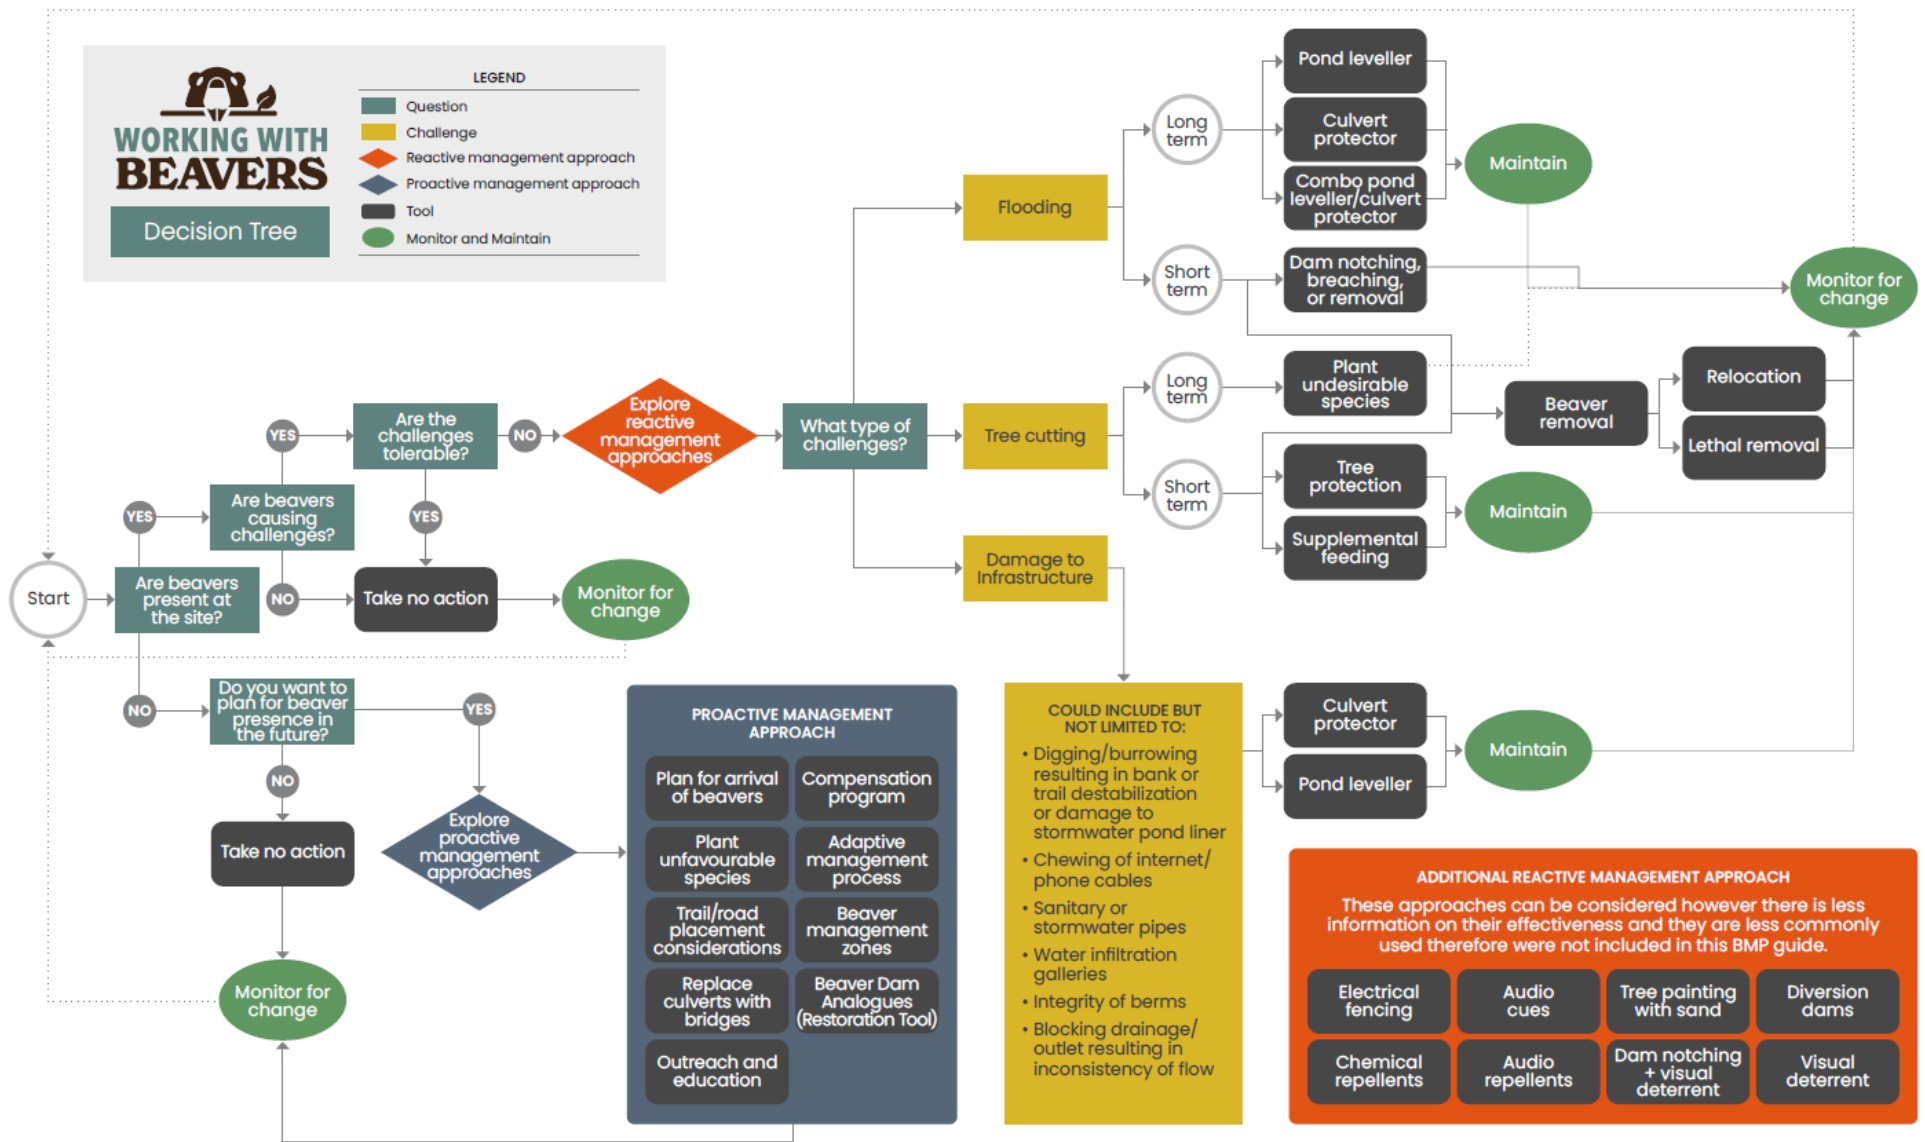 WORKING WITH
BEAVERS
Decision Tree
LEGEND
Question
Challenge
Reactive management approach
Proactive management approach
Tool
Monitor and Maintain
Start
Are beavers
present at
the site?
YES
Are beavers
causing
challenges?
YES
Are the
challenges
tolerable?
NO
YES
NO
Take no action
Monitor for
change
Explore
reactive
management
approaches
What type of
challenges?
Flooding
Long
term
Pond leveller
Culvert
protector
Combo pond
leveller/culvert
protector
Maintain
Short
term
Dam notching,
breaching,
or removal
Monitor for
change
Tree cutting
Long
term
Plant
undesirable
species
Beaver
removal
Relocation
Lethal removal
Short
term
Tree
protection
Supplemental
feeding
Maintain
Damage to
Infrastructure
COULD INCLUDE BUT
NOT LIMITED TO:
• Digging/burrowing
resulting in bank or
trail destabilization
or damage to
stormwater pond liner
• Chewing of internet/
phone cables
• Sanitary or
stormwater pipes
• Water infiltration
galleries
• Integrity of berms
• Blocking drainage/
outlet resulting in
inconsistency of flow
Culvert
protector
Pond leveller
Maintain
NO
Do you want to
plan for beaver
presence in
the future?
YES
NO
Take no action
Monitor for
change
Explore
proactive
management
approaches
PROACTIVE MANAGEMENT
APPROACH
Plan for arrival
of beavers
Compensation
program
Plant
unfavourable
species
Adaptive
management
process
Trail/road
placement
considerations
Beaver
management
zones
Replace
culverts with
bridges
Beaver Dam
Analogues
(Restoration Tool)
Outreach and
education
ADDITIONAL REACTIVE MANAGEMENT APPROACH
These approaches can be considered however there is less
information on their effectiveness and they are less commonly
used therefore were not included in this BMP guide.
Electrical
fencing
Audio
cues
Tree painting
with sand
Diversion
dams
Chemical
repellents
Audio
repellents
Dam notching
+ visual
deterrent
Visual
deterrent